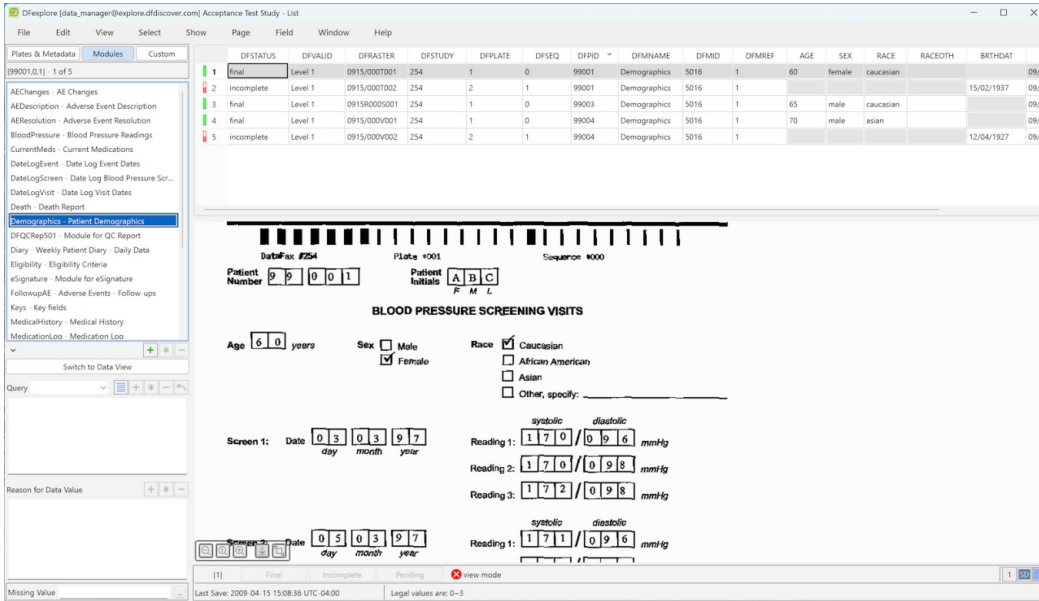 DFexplore [data_manager@explore.dfdiscover.com] Acceptance Test Study - List
File Edit View Select Show Page Field Window Help
Plates & Metadata Modules Custom
[99001,0,1] - 1 of 5
AEChanges - AE Changes
AEDescription - Adverse Event Description
AEResolution - Adverse Event Resolution
BloodPressure - Blood Pressure Readings
CurrentMeds - Current Medications
DateLogEvent - Date Log Event Dates
DateLogScreen - Date Log Blood Pressure Scr...
DateLogVisit - Date Log Visit Dates
Death - Death Report
Demographics - Patient Demographics
DFQCRep501 - Module for QC Report
Diary - Weekly Patient Diary - Daily Data
Eligibility - Eligibility Criteria
eSignature - Module for eSignature
FollowupAE - Adverse Events - Follow-ups
Keys - Key fields
MedicalHistory - Medical History
MedicationLog - Medication Log
Switch to Data View
Query
Reason for Data Value
Missing Value
DFSTATUS DFVALID DFRASTER DFSTUDY DFPLATE DFSEQ DFPID DFMNAME DFMID DFMREF AGE SEX RACE RACEOTH BRTHDAT
1 final Level 1 0915/000T001 254 1 0 99001 Demographics 5016 1 60 female caucasian 09/
2 incomplete Level 1 0915/000T002 254 2 1 99001 Demographics 5016 1 15/02/1937 09/
3 final Level 1 0915R000S001 254 1 0 99003 Demographics 5016 1 65 male caucasian 09/
4 final Level 1 0915/000V001 254 1 0 99004 Demographics 5016 1 70 male asian 09/
5 incomplete Level 1 0915/000V002 254 2 1 99004 Demographics 5016 1 12/04/1927 09/
DataFax #254 Plate #001 Sequence #000
Patient Number 9 9 0 0 1 Patient Initials A B C
F M L
BLOOD PRESSURE SCREENING VISITS
Age 6 0 years Sex Male Race Caucasian
Female African American
Asian
Other, specify:
systolic diastolic
Screen 1: Date 0 3 0 3 9 7 Reading 1: 1 7 0 / 0 9 6 mmHg
day month year
Reading 2: 1 7 0 / 0 9 8 mmHg
Reading 3: 1 7 2 / 0 9 8 mmHg
systolic diastolic
Screen 2: Date 0 5 0 3 9 7 Reading 1: 1 7 1 / 0 9 6 mmHg
day month year
[1] Final Incomplete Pending view mode 1 SD
Last Save: 2009-04-15 15:08:36 UTC-04:00 Legal values are: 0~3